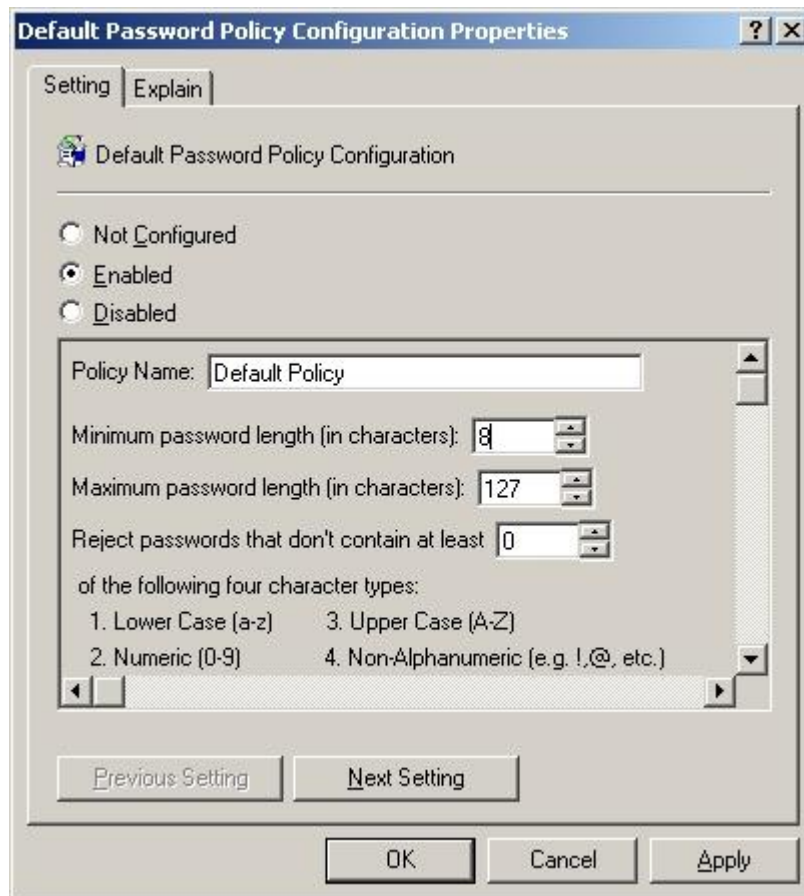 Default Password Policy Configuration Properties
Setting
Explain
Default Password Policy Configuration
Not Configured
Enabled
Disabled
Policy Name: Default Policy
Minimum password length (in characters): 8
Maximum password length (in characters): 127
Reject passwords that don't contain at least 0
of the following four character types:
1. Lower Case (a-z) 3. Upper Case (A-Z)
2. Numeric (0-9) 4. Non-Alphanumeric (e.g. !,@, etc.)
Previous Setting Next Setting
OK Cancel Apply